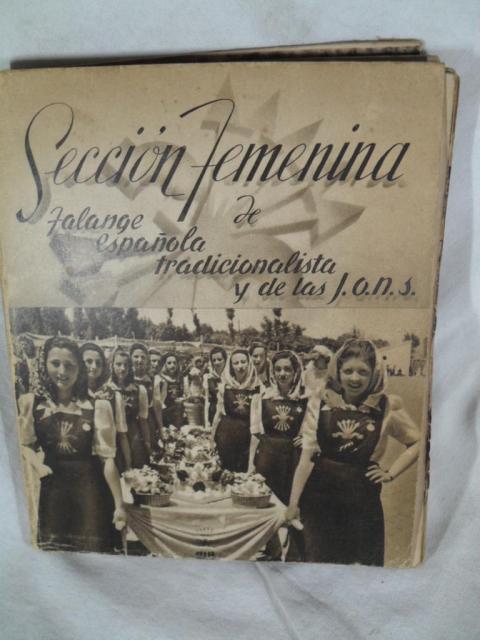 Sección Femenina
de
Falange
española
tradicionalista
y de las J.O.N.S.